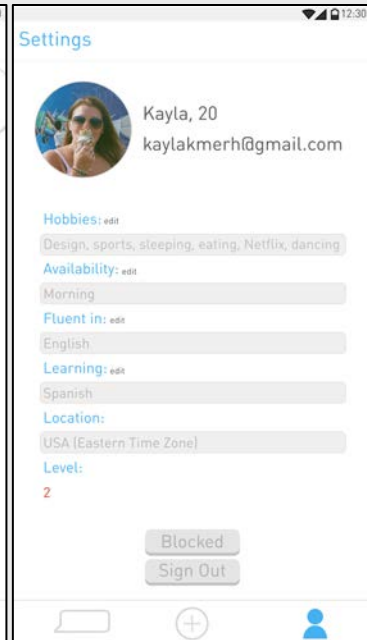 12:30
Settings
Kayla, 20
kaylakmerh@gmail.com
Hobbies: edit
Design, sports, sleeping, eating, Netflix, dancing
Availability: edit
Morning
Fluent in: edit
English
Learning: edit
Spanish
Location:
USA (Eastern Time Zone)
Level:
2
Blocked
Sign Out